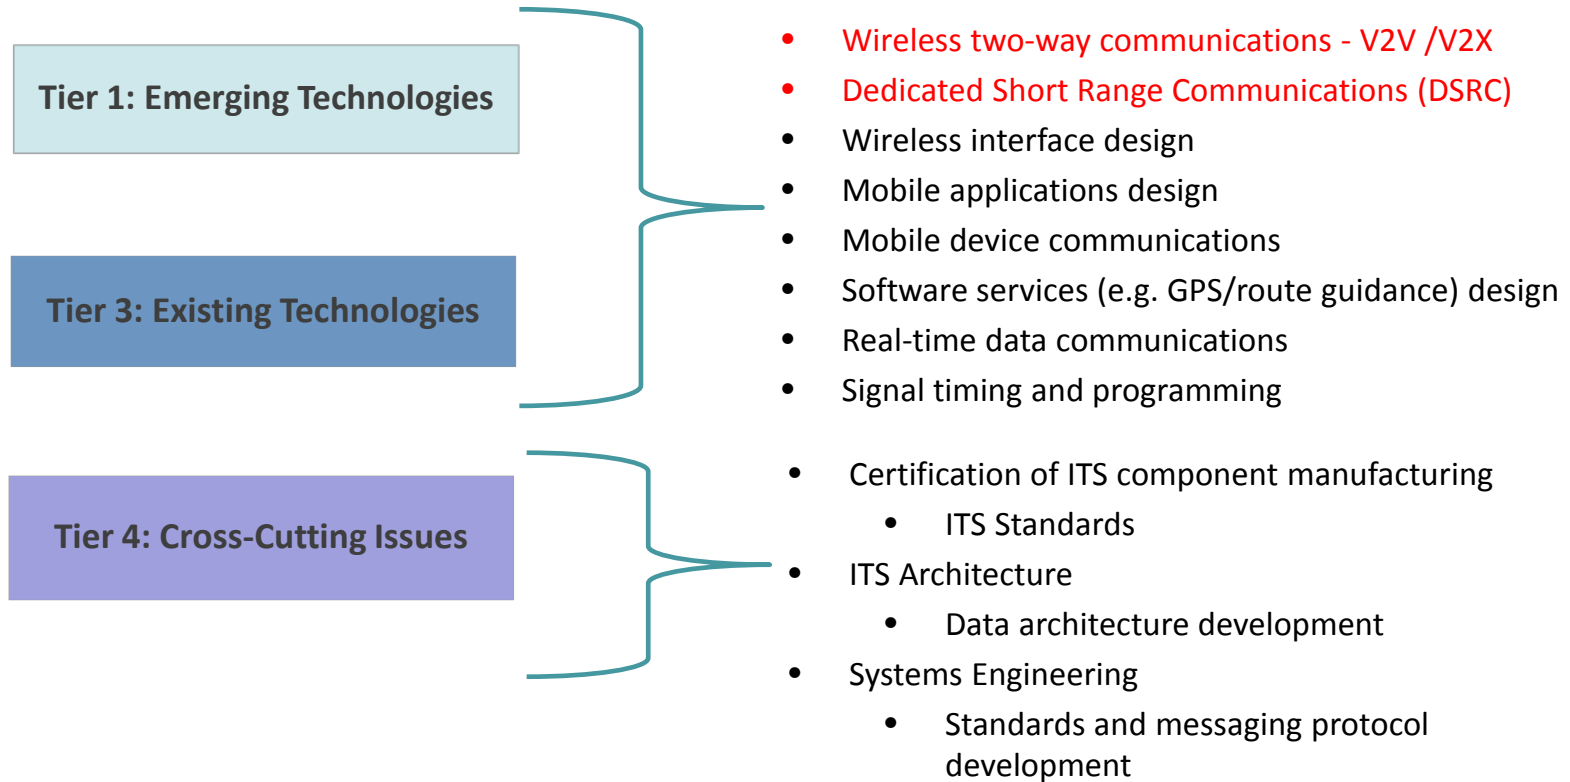 Tier 1: Emerging Technologies
Tier 3: Existing Technologies
• Wireless two-way communications - V2V /V2X
• Dedicated Short Range Communications (DSRC)
• Wireless interface design
• Mobile applications design
• Mobile device communications
• Software services (e.g. GPS/route guidance) design
• Real-time data communications
• Signal timing and programming
Tier 4: Cross-Cutting Issues
• Certification of ITS component manufacturing
• ITS Standards
• ITS Architecture
• Data architecture development
• Systems Engineering
• Standards and messaging protocol
development